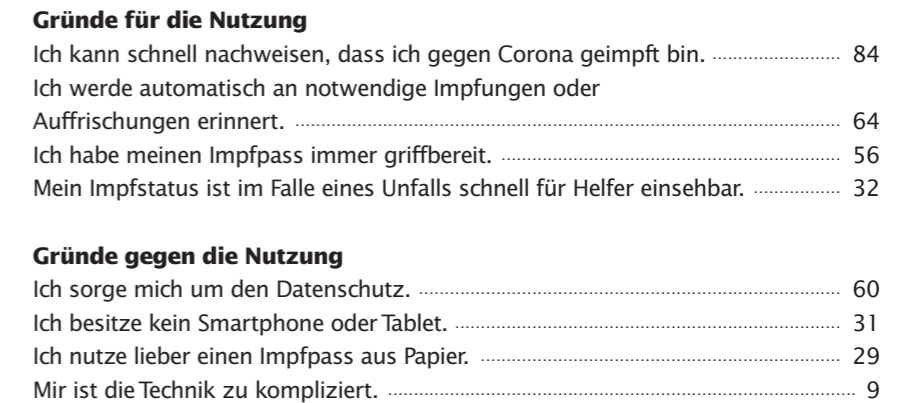 Gründe für die Nutzung
Ich kann schnell nachweisen, dass ich gegen Corona geimpft bin. 84
Ich werde automatisch an notwendige Impfungen oder
Auffrischungen erinnert. 64
Ich habe meinen Impfpass immer griffbereit. 56
Mein Impfstatus ist im Falle eines Unfalls schnell für Helfer einsehbar. 32
Gründe gegen die Nutzung
Ich sorge mich um den Datenschutz. 60
Ich besitze kein Smartphone oder Tablet. 31
Ich nutze lieber einen Impfpass aus Papier. 29
Mir ist die Technik zu kompliziert. 9